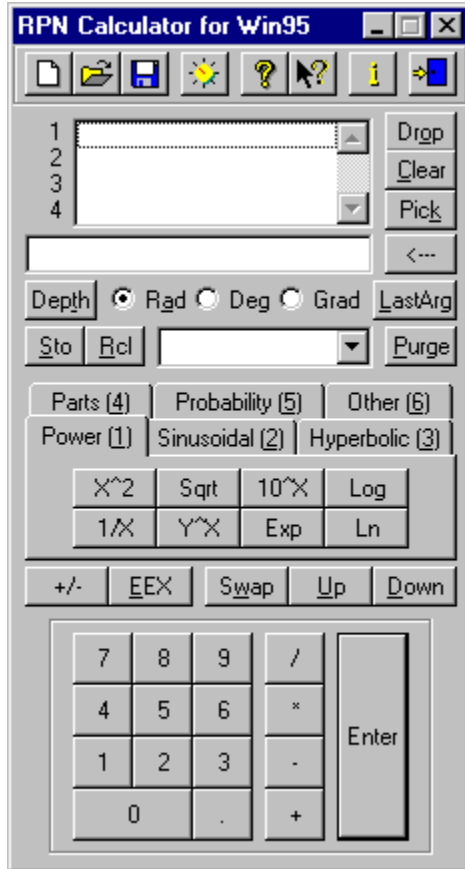 RPN Calculator for Win95
1 Drop
2 Clear
3
4 Pick
<---
Depth Rad Deg Grad LastArg
Sto Rcl Purge
Parts (4) Probability (5) Other (6)
Power (1) Sinusoidal (2) Hyperbolic (3)
X^2 Sqrt 10^X Log
1/X Y^X Exp Ln
+/- EEX Swap Up Down
7 8 9 /
4 5 6 *
Enter
1 2 3 -
0 . +